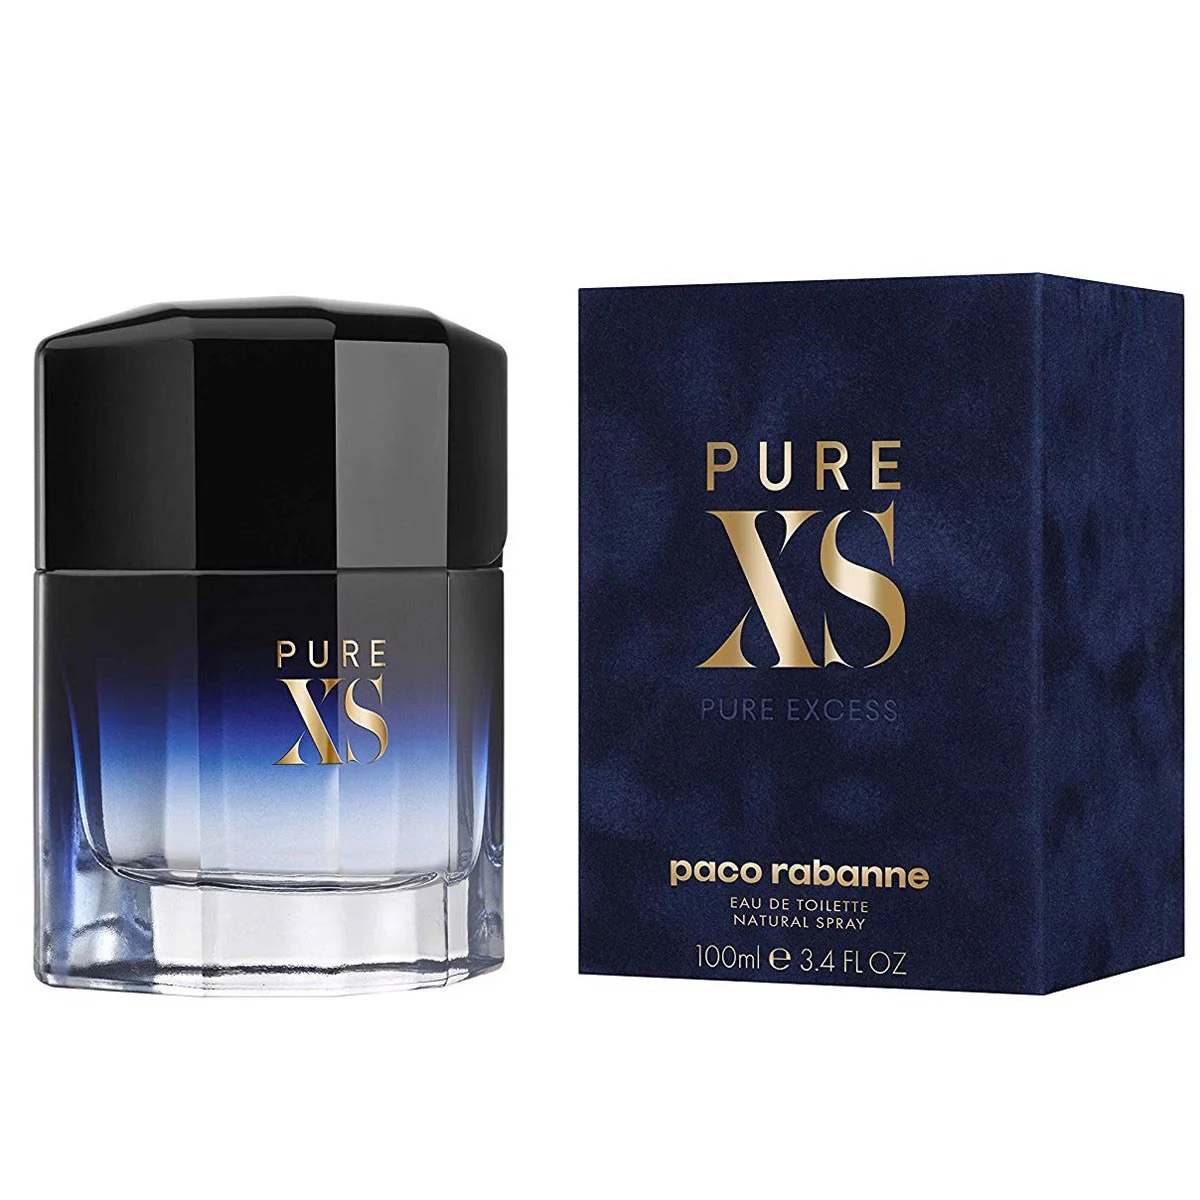 PURE
XS
PURE
XS
PURE EXCESS
paco rabanne
EAU DE TOILETTE
NATURAL SPRAY
100ml e 3.4 FL OZ